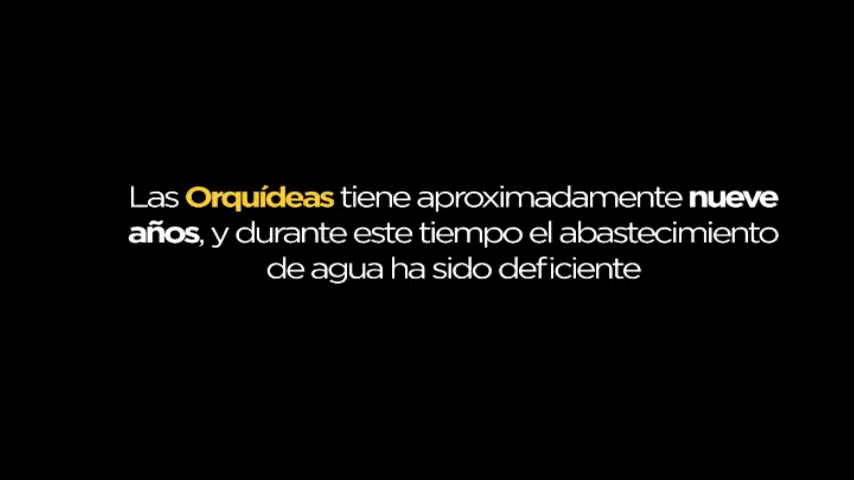 Las Orquídeas tiene aproximadamente nueve
años, y durante este tiempo el abastecimiento
de agua ha sido deficiente